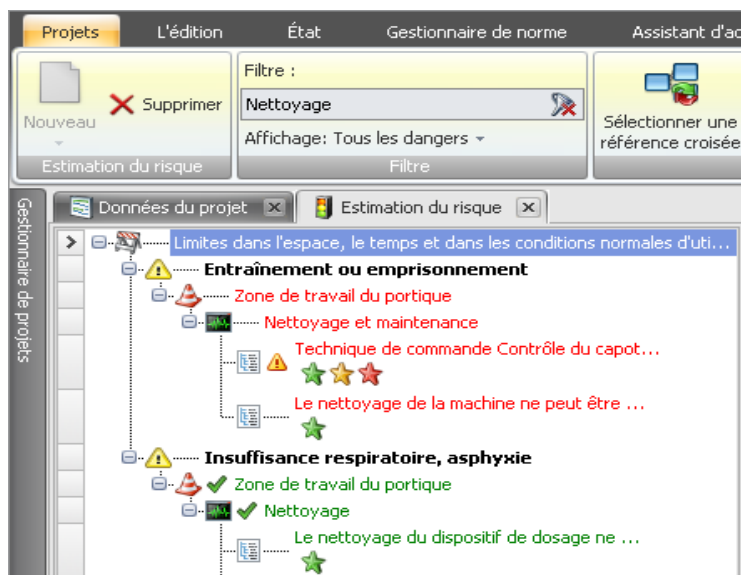 Projets L'édition État Gestionnaire de norme Assistant d'ac
Filtre :
Nouveau Supprimer Nettoyage
Affichage: Tous les dangers
Sélectionner une
référence croisée
Estimation du risque Filtre
Gestionnaire de projets
Données du projet Estimation du risque
Limites dans l'espace, le temps et dans les conditions normales d'uti...
Entraînement ou emprisonnement
Zone de travail du portique
Nettoyage et maintenance
Technique de commande Contrôle du capot...
Le nettoyage de la machine ne peut être ...
Insuffisance respiratoire, asphyxie
Zone de travail du portique
Nettoyage
Le nettoyage du dispositif de dosage ne ...